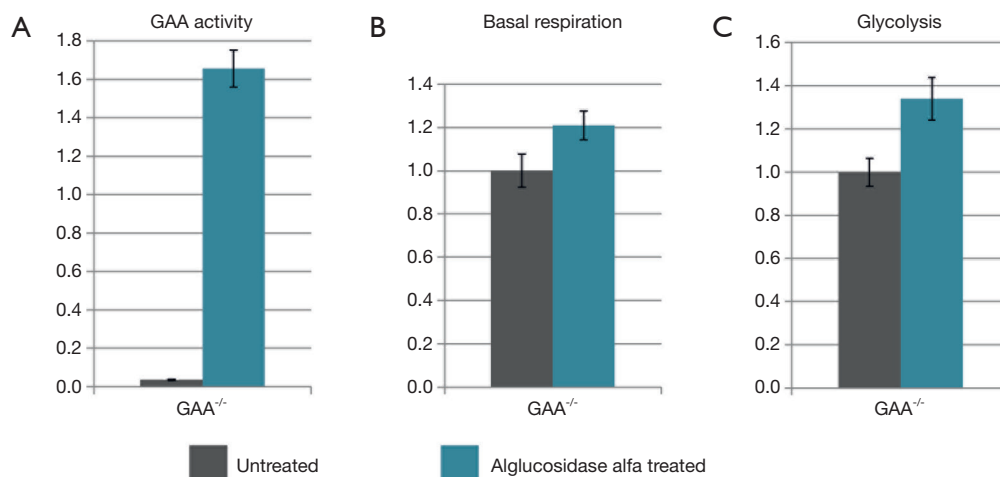 A
GAA activity
1.8
1.6
1.4
1.2
1.0
0.8
0.6
0.4
0.2
0.0
GAA-/-
B
Basal respiration
1.4
1.2
1.0
0.8
0.6
0.4
0.2
0.0
GAA-/-
C
Glycolysis
1.6
1.4
1.2
1.0
0.8
0.6
0.4
0.2
0.0
GAA-/-
Untreated
Alglucosidase alfa treated